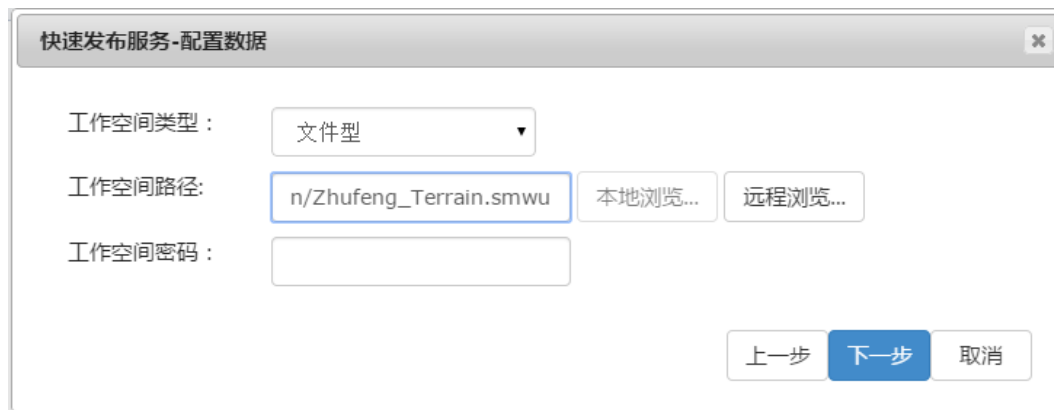 快速发布服务-配置数据
工作空间类型： 文件型
工作空间路径: n/Zhufeng_Terrain.smwu 本地浏览... 远程浏览...
工作空间密码：
上一步 下一步 取消